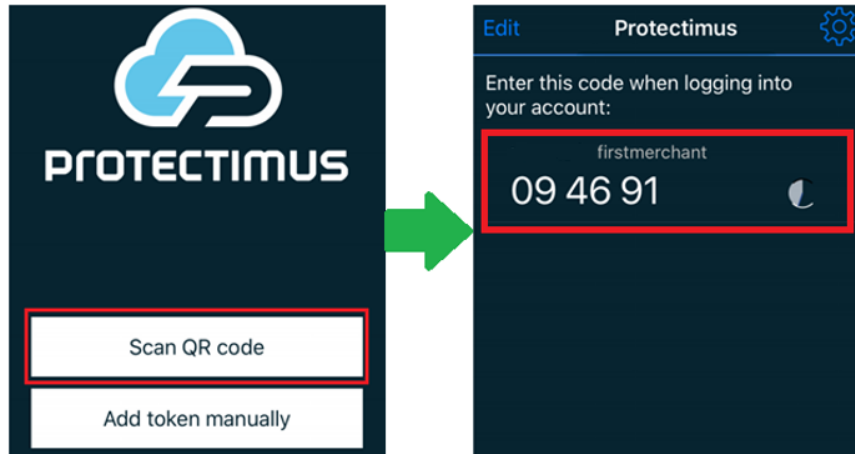 PROTECTIMUS
Scan QR code
Add token manually
Edit
Protectimus
Enter this code when logging into
your account:
firstmerchant
09 46 91